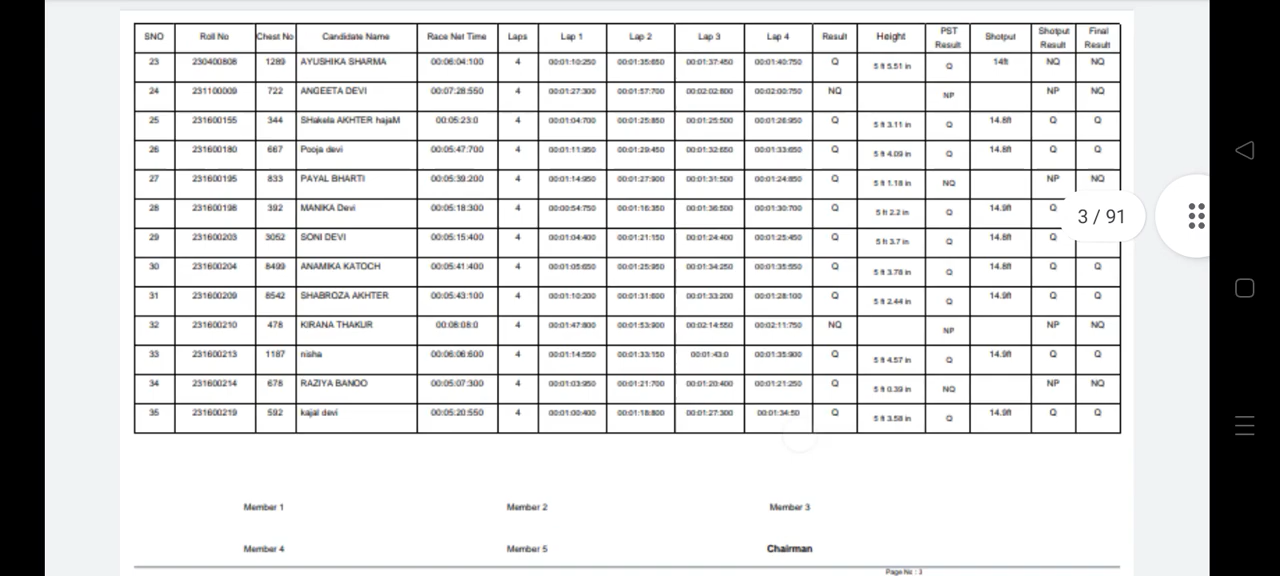 SNO Roll No Chest No Candidate Name Race Net Time Laps Lap 1 Lap 2 Lap 3 Lap 4 Result Height PST Result Shotput Shotput Result Final Result
23 230400808 1289 AYUSHIKA SHARMA 00:06:04:100 4 00:01:10:250 00:01:35:650 00:01:37:450 00:01:40:750 Q 5 ft 5.51 in Q 14ft NQ NQ
24 231100009 722 ANGEETA DEVI 00:07:28:550 4 00:01:27:300 00:01:57:700 00:02:02:800 00:02:00:750 NQ NP NP NQ
25 231600155 344 SHakela AKHTER hajaM 00:05:23:0 4 00:01:04:700 00:01:25:850 00:01:25:500 00:01:26:950 Q 5 ft 3.11 in Q 14.8ft Q Q
26 231600180 667 Pooja devi 00:05:47:700 4 00:01:11:950 00:01:29:450 00:01:32:650 00:01:33:650 Q 5 ft 4.09 in Q 14.8ft Q Q
27 231600195 833 PAYAL BHARTI 00:05:39:200 4 00:01:14:950 00:01:27:900 00:01:31:500 00:01:24:850 Q 5 ft 1.18 in NQ NP NQ
28 231600198 392 MANIKA Devi 00:05:18:300 4 00:00:54:750 00:01:16:350 00:01:36:500 00:01:30:700 Q 5 ft 2.2 in Q 14.9ft Q
3 / 91
29 231600203 3052 SONI DEVI 00:05:15:400 4 00:01:04:400 00:01:21:150 00:01:24:400 00:01:25:450 Q 5 ft 3.7 in Q 14.8ft Q
30 231600204 8499 ANAMIKA KATOCH 00:05:41:400 4 00:01:05:650 00:01:25:950 00:01:34:250 00:01:35:550 Q 5 ft 3.78 in Q 14.8ft Q Q
31 231600209 8542 SHABROZA AKHTER 00:05:43:100 4 00:01:10:200 00:01:31:600 00:01:33:200 00:01:28:100 Q 5 ft 2.44 in Q 14.9ft Q Q
32 231600210 478 KIRANA THAKUR 00:08:08:0 4 00:01:47:800 00:01:53:900 00:02:14:550 00:02:11:750 NQ NP NP NQ
33 231600213 1187 nisha 00:06:06:600 4 00:01:14:550 00:01:33:150 00:01:43:0 00:01:35:900 Q 5 ft 4.57 in Q 14.9ft Q Q
34 231600214 678 RAZIYA BANOO 00:05:07:300 4 00:01:03:950 00:01:21:700 00:01:20:400 00:01:21:250 Q 5 ft 0.39 in NQ NP NQ
35 231600219 592 kajal devi 00:05:20:550 4 00:01:00:400 00:01:18:800 00:01:27:300 00:01:34:50 Q 5 ft 3.58 in Q 14.9ft Q Q
Member 1 Member 2 Member 3
Member 4 Member 5 Chairman
Page No : 3